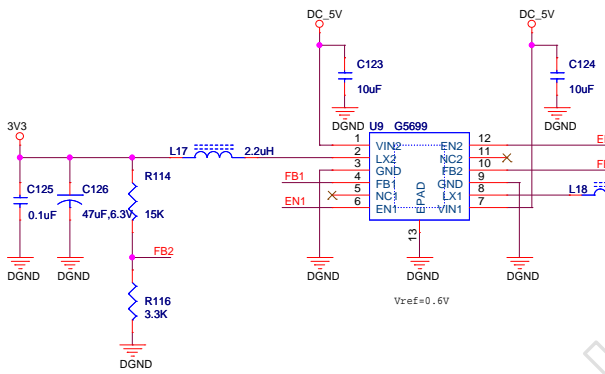 DC_5V
DC_5V
C123
10uF
C124
10uF
DGND
DGND
3V3
U9 G5699
L17 2.2uH
1 VIN2 EN2 12
2 LX2 NC2 11
3 GND FB2 10
4 FB1 GND 9
5 NC1 LX1 8
6 EN1 VIN1 7
EPAD
13
FB1
EN1
L18
C125
0.1uF
C126
47uF,6.3V
R114
15K
FB2
R116
3.3K
DGND
DGND
DGND
DGND
DGND
DGND
Vref=0.6V